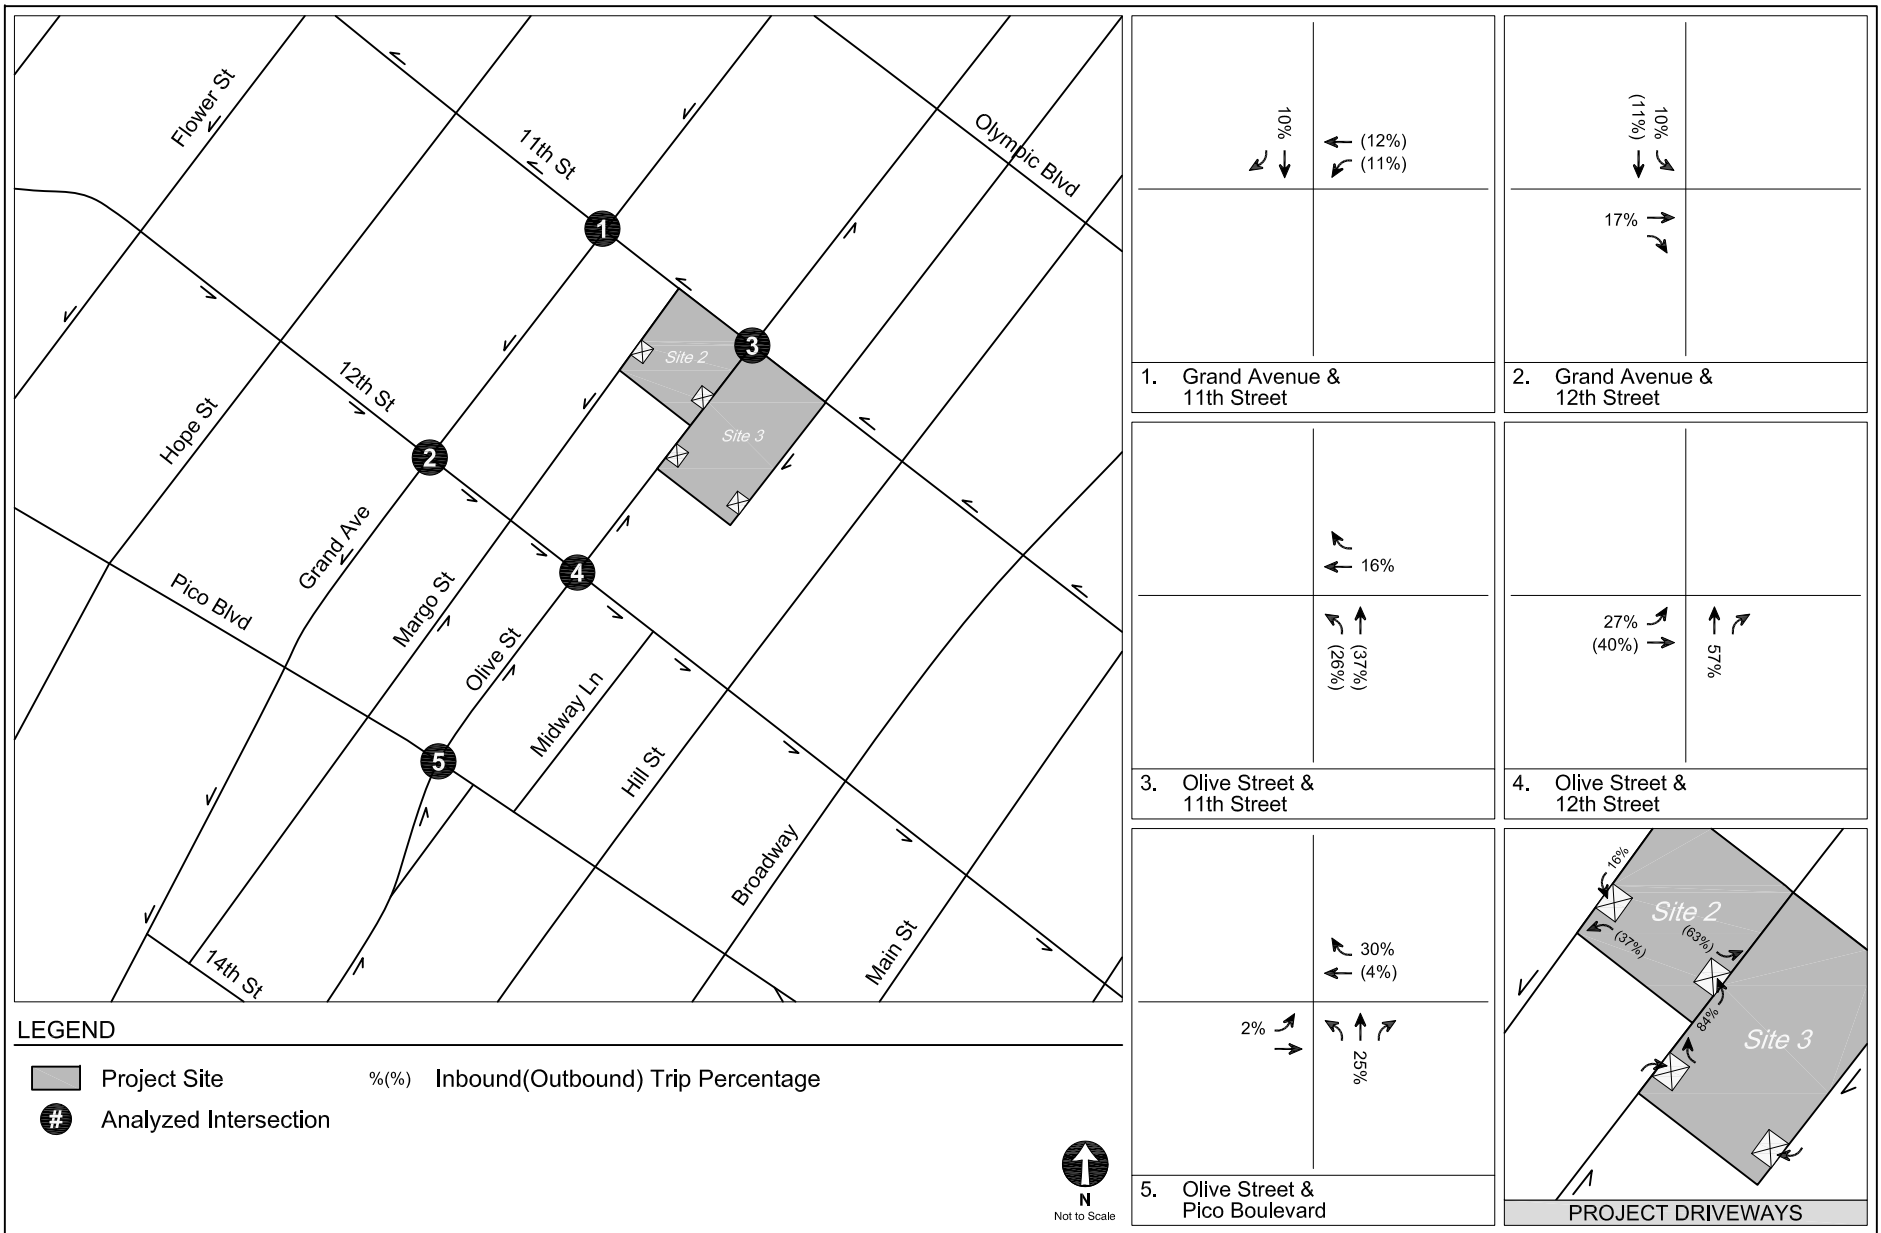 Flower St
11th St
Olympic Blvd
1
Site 2
3
12th St
Hope St
Site 3
2
Grand Ave
4
Pico Blvd
Margo St
Olive St
Midway Ln
5
Hill St
Broadway
Main St
14th St
10%
(12%)
(11%)
1. Grand Avenue &
11th Street
(11%)
10%
17%
2. Grand Avenue &
12th Street
16%
(26%)
(37%)
3. Olive Street &
11th Street
27%
(40%)
57%
4. Olive Street &
12th Street
30%
(4%)
2%
25%
5. Olive Street &
Pico Boulevard
16%
Site 2
(37%)
(63%)
84%
Site 3
PROJECT DRIVEWAYS
LEGEND
Project Site
%(%) Inbound(Outbound) Trip Percentage
# Analyzed Intersection
N
Not to Scale